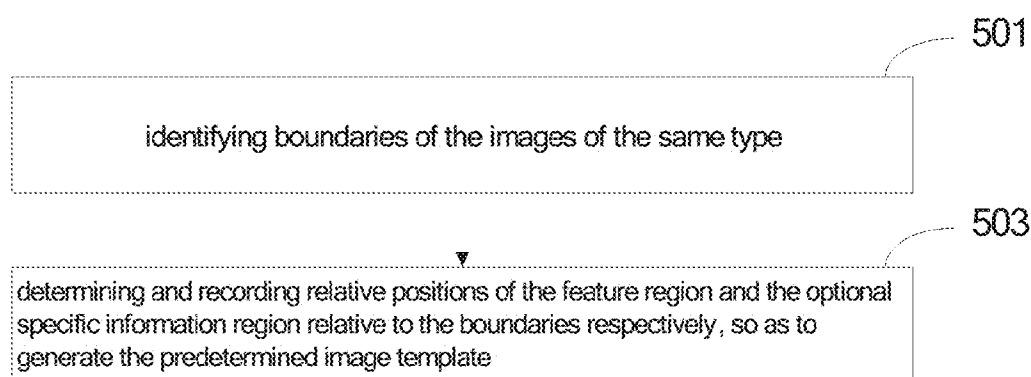 501
identifying boundaries of the images of the same type
503
determining and recording relative positions of the feature region and the optional
specific information region relative to the boundaries respectively, so as to
generate the predetermined image template